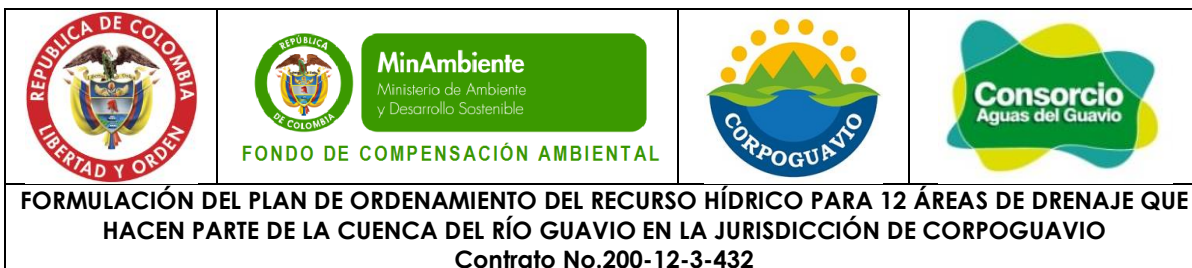 REPUBLICA DE COLOMBIA
LIBERTAD Y ORDEN
REPÚBLICA
DE COLOMBIA
MinAmbiente
Ministerio de Ambiente
y Desarrollo Sostenible
FONDO DE COMPENSACIÓN AMBIENTAL
CORPOGUAVIO
Consorcio
Aguas del Guavio
FORMULACIÓN DEL PLAN DE ORDENAMIENTO DEL RECURSO HÍDRICO PARA 12 ÁREAS DE DRENAJE QUE
HACEN PARTE DE LA CUENCA DEL RÍO GUAVIO EN LA JURISDICCIÓN DE CORPOGUAVIO
Contrato No.200-12-3-432